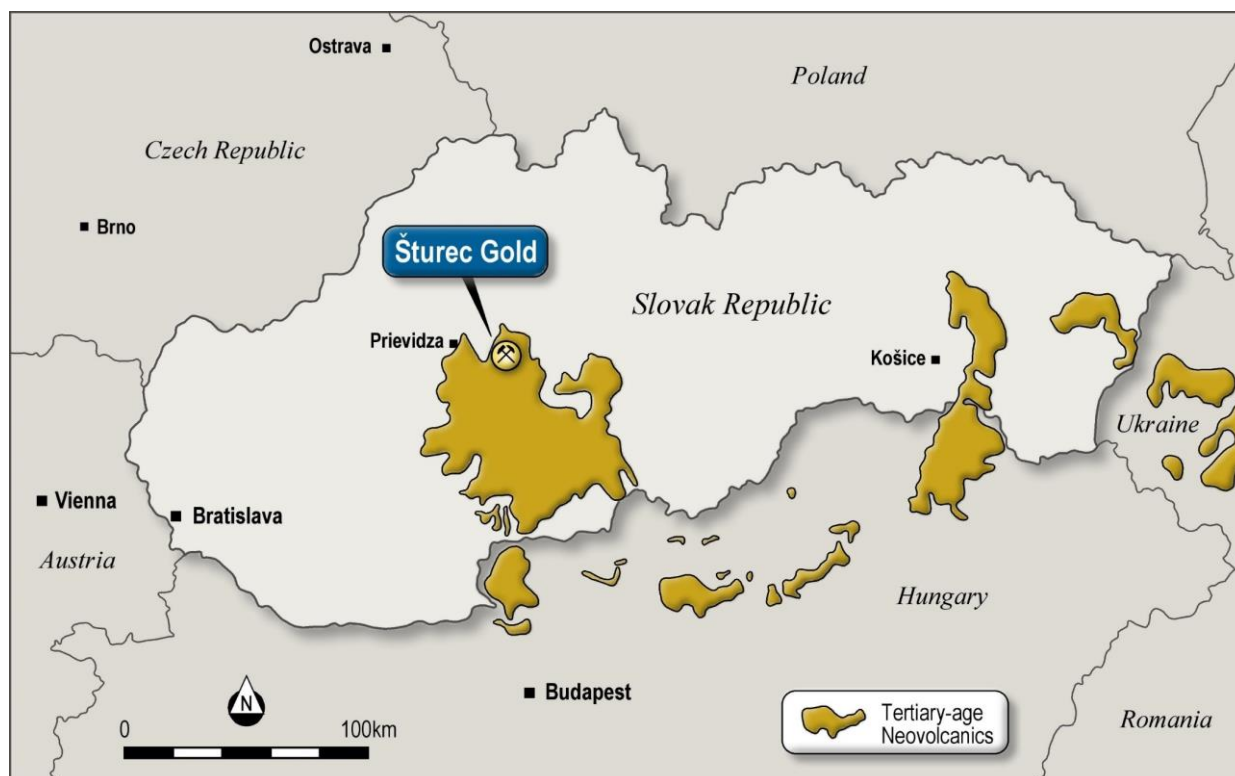 Ostrava
Poland
Czech Republic
Brno
Šturec Gold
Slovak Republic
Prievidza
Košice
Ukraine
Vienna
Bratislava
Austria
Hungary
N
Budapest
0 100km
Tertiary-age
Neovolcanics
Romania